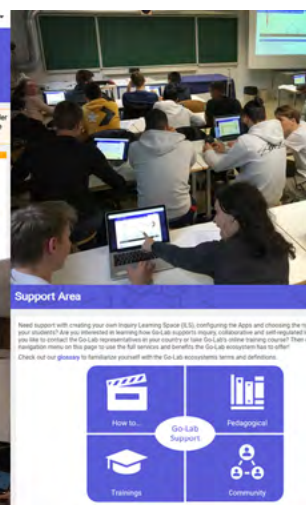 der
Support Area
Need support with creating your own Inquiry Learning Space (ILS), configuring the Apps and choosing the
your students? Are you interested in learning how Go-Lab supports inquiry, collaborative and self-regulated
you like to contact the Go-Lab representatives in your country or take Go-Lab's online training course? Then
navigation menu on this page to use the full services and benefits the Go-Lab ecosystem has to offer!
Check out our glossary to familiarize yourself with the Go-Lab ecosystem's terms and definitions.
How to...
Pedagogical
Go-Lab
Support
Trainings
Community